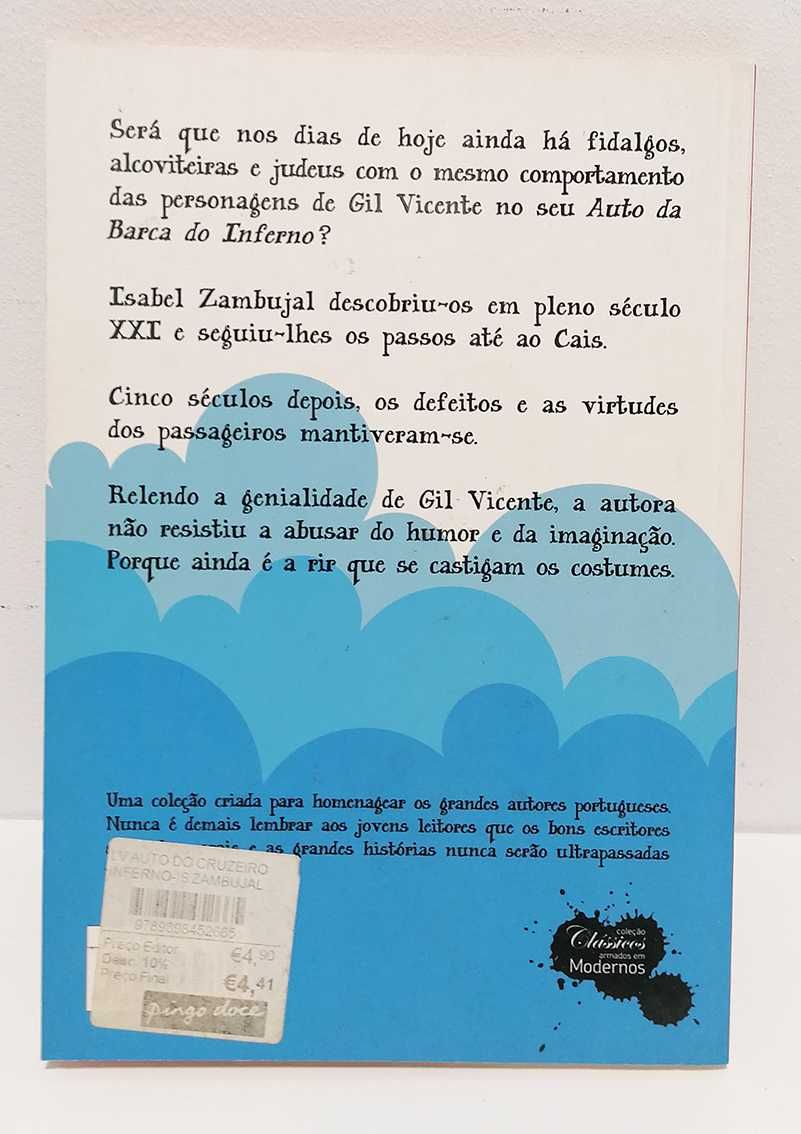 Será que nos dias de hoje ainda há fidalgos,
alcoviteiras e judeus com o mesmo comportamento
das personagens de Gil Vicente no seu Auto da
Barca do Inferno?
Isabel Zambujal descobriu-os em pleno século
XXI e seguiu-lhes os passos até ao Cais.
Cinco séculos depois, os defeitos e as virtudes
dos passageiros mantiveram-se.
Relendo a genialidade de Gil Vicente, a autora
não resistiu a abusar do humor e da imaginação.
Porque ainda é a rir que se castigam os costumes.
Uma coleção criada para homenagear os grandes autores portugueses.
Nunca é demais lembrar aos jovens leitores que os bons escritores
e as grandes histórias nunca serão ultrapassadas
LV AUTO DO CRUZEIRO
INFERNO-IS.ZAMBUJAL
9789898452665
Preço Editor €4,90
Desc. 10%
Preço Final €4,41
pingo doce
coleção
Clássicos
armados em
Modernos